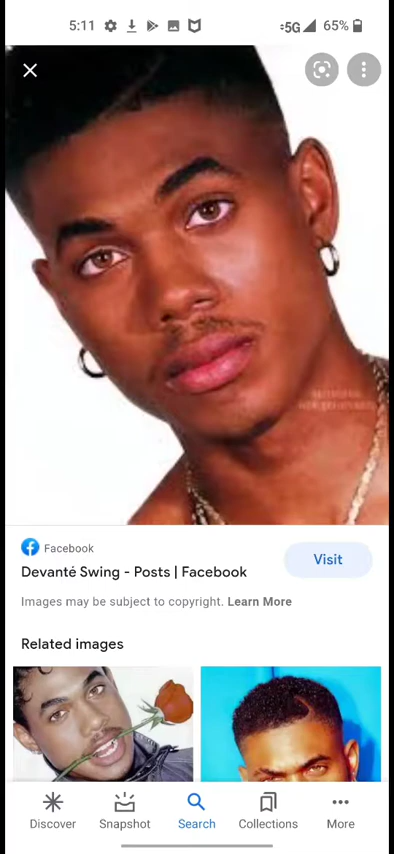 5:11
5G 65%
Facebook
Devanté Swing - Posts | Facebook
Visit
Images may be subject to copyright. Learn More
Related images
Discover Snapshot Search Collections More